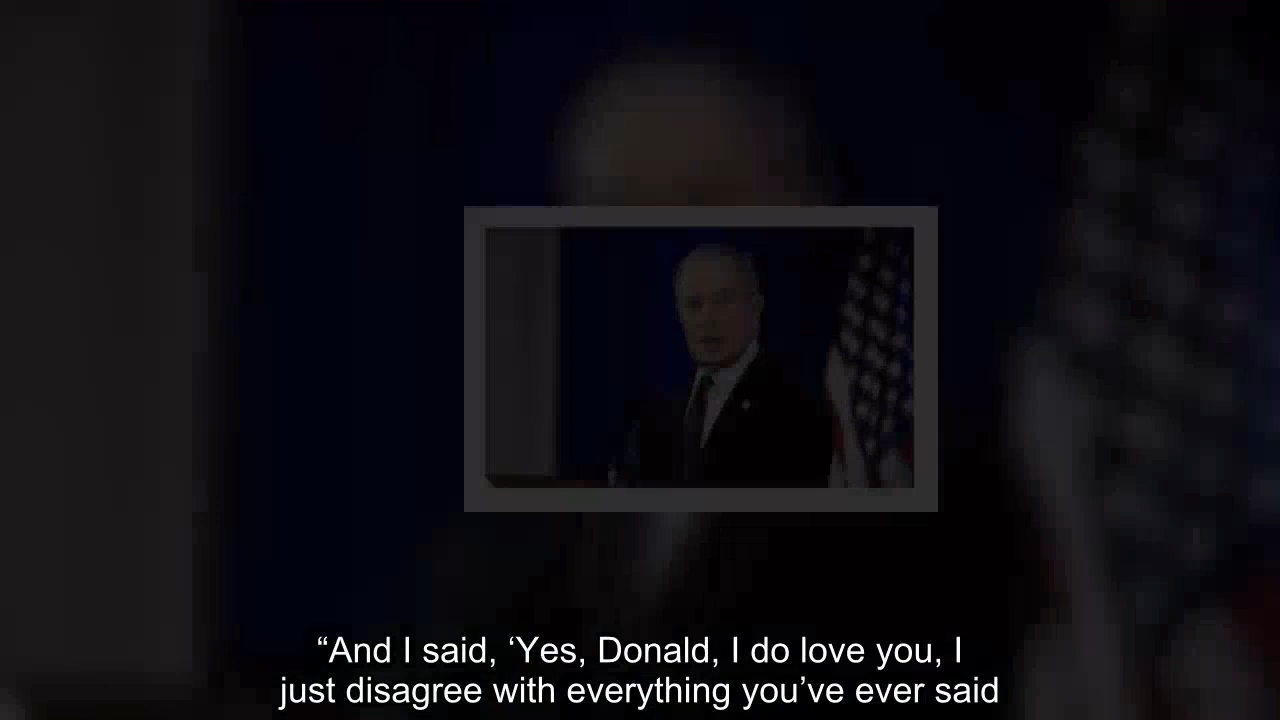 “And I said, ‘Yes, Donald, I do love you, I
just disagree with everything you’ve ever said